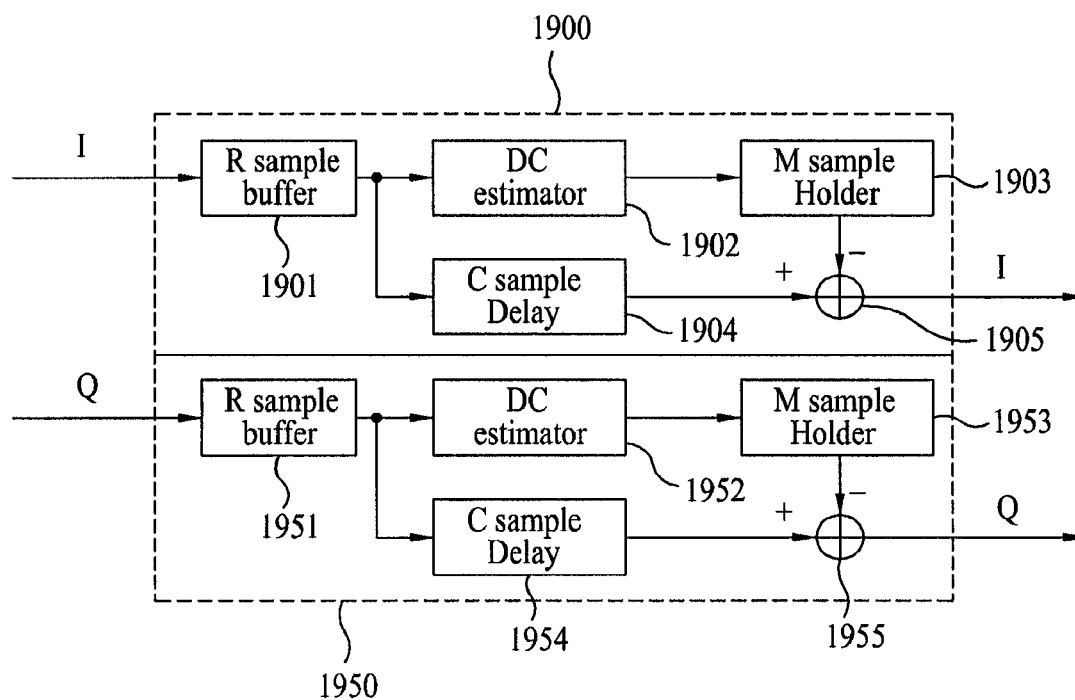 1900
I
R sample
buffer
DC
estimator
M sample
Holder
1903
1901
1902
C sample
Delay
−
+
I
1904
1905
Q
R sample
buffer
DC
estimator
M sample
Holder
1953
1951
1952
C sample
Delay
−
+
Q
1954
1955
1950